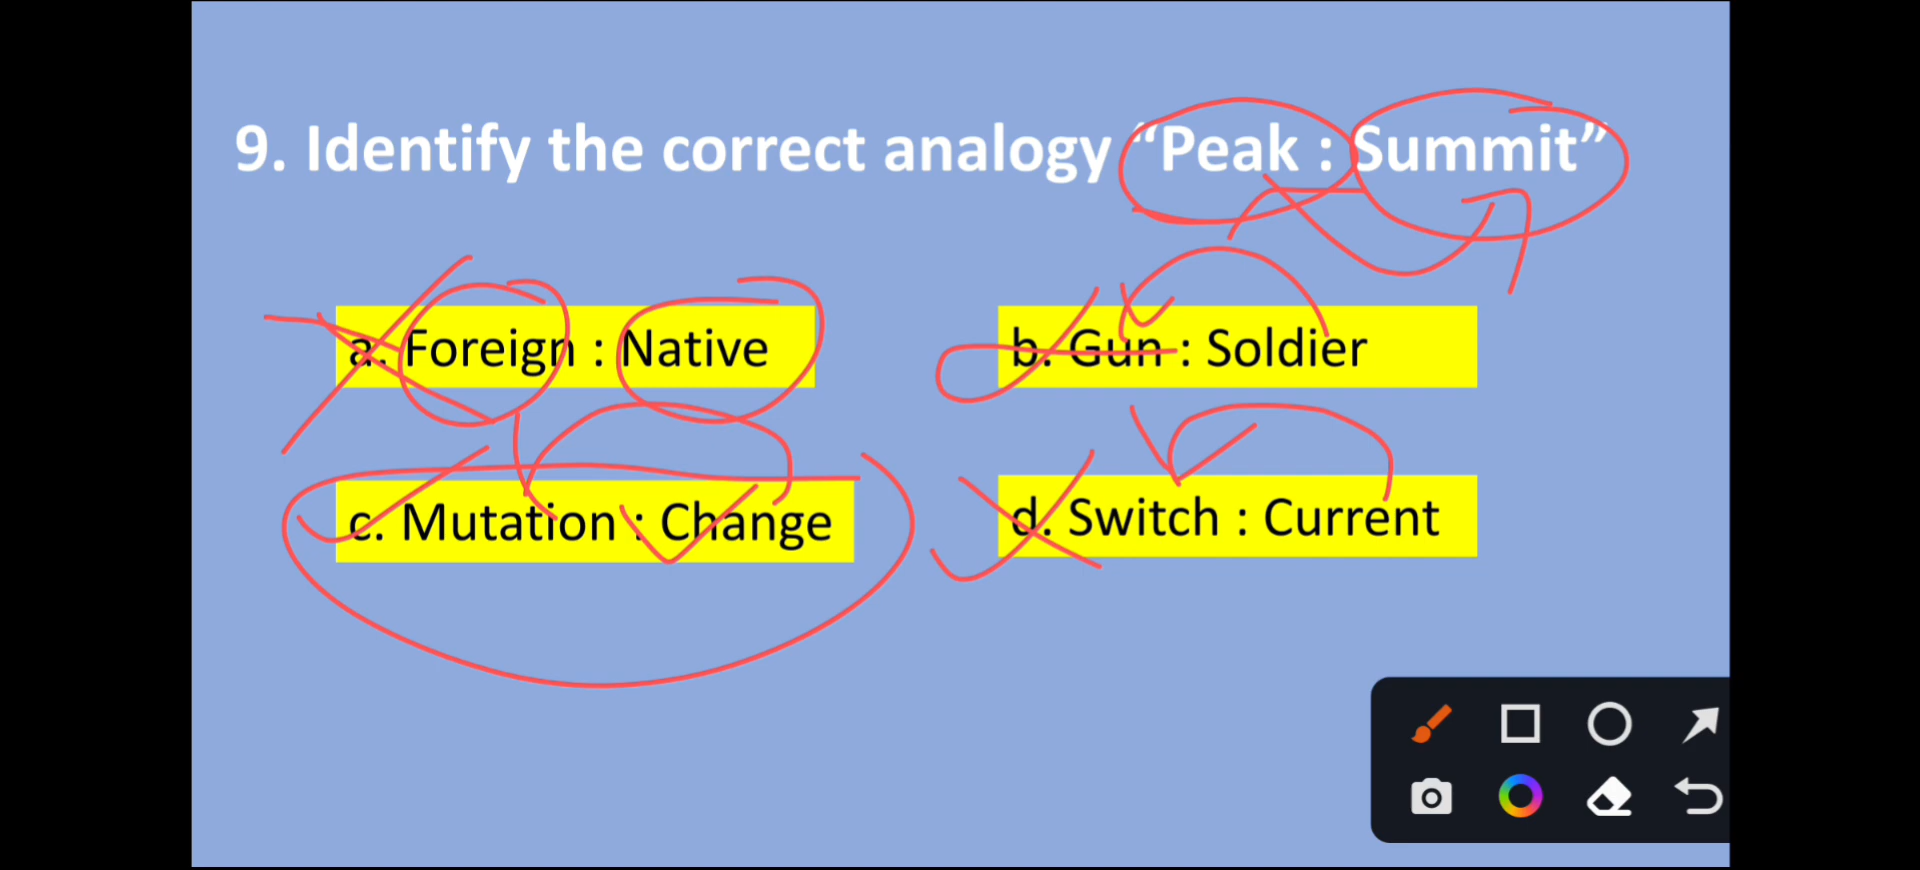 9. Identify the correct analogy “Peak : Summit”
a. Foreign : Native
b. Gun : Soldier
c. Mutation : Change
d. Switch : Current